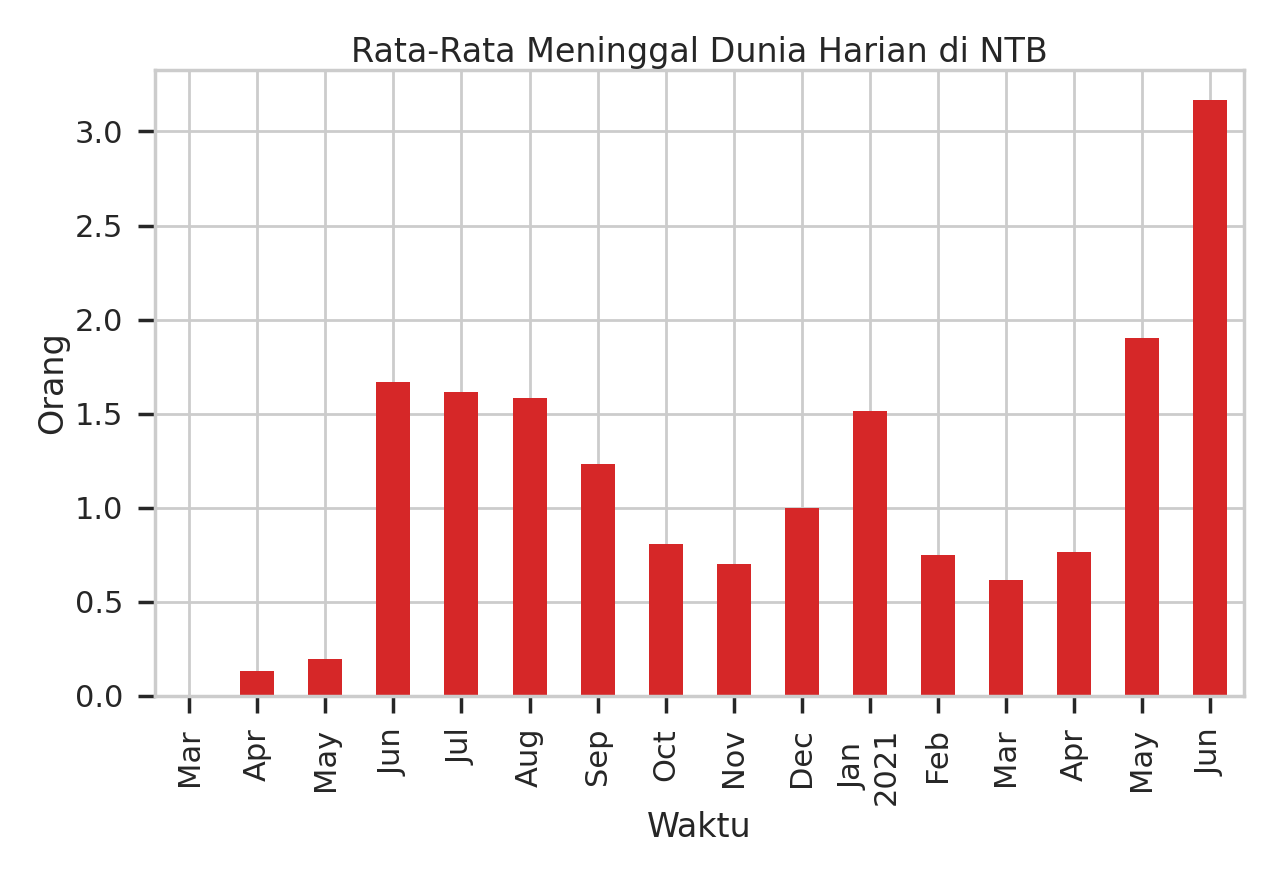 Rata-Rata Meninggal Dunia Harian di NTB
Orang
3.0
2.5
2.0
1.5
1.0
0.5
0.0
Mar
Apr
May
Jun
Jul
Aug
Sep
Oct
Nov
Dec
Jan
2021
Feb
Mar
Apr
May
Jun
Waktu